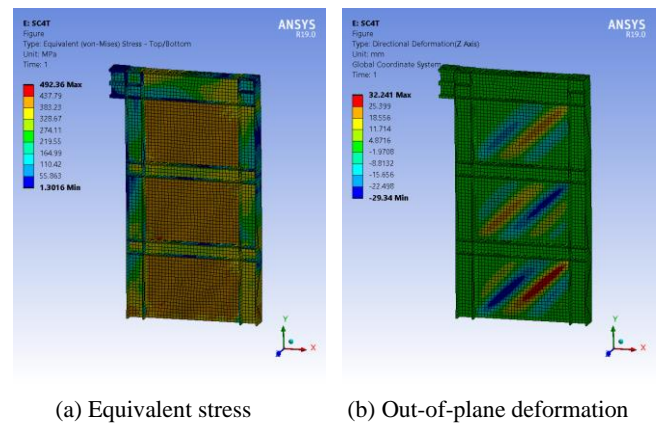 E: SC4T
Figure
Type: Equivalent (von-Mises) Stress - Top/Bottom
Unit: MPa
Time: 1
ANSYS
R19.0
492.36 Max
437.79
383.23
328.67
274.11
219.55
164.99
110.42
55.863
1.3016 Min
Y
X
Z
(a) Equivalent stress
E: SC4T
Figure
Type: Directional Deformation(Z Axis)
Unit: mm
Global Coordinate System
Time: 1
ANSYS
R19.0
32.241 Max
25.399
18.556
11.714
4.8716
-1.9708
-8.8132
-15.656
-22.498
-29.34 Min
Y
X
Z
(b) Out-of-plane deformation